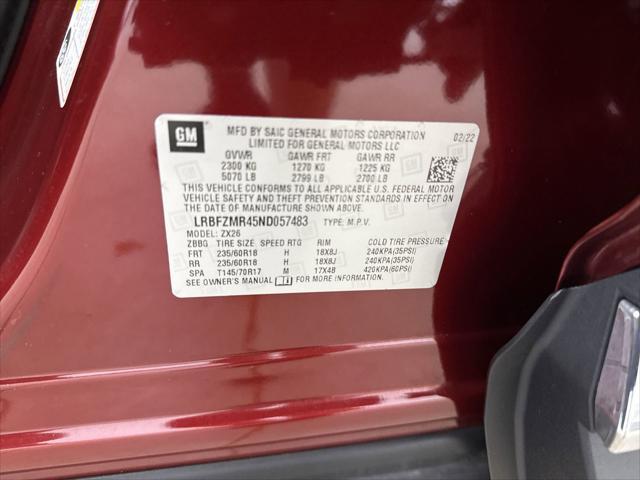 GM
MFD BY SAIC GENERAL MOTORS CORPORATION 02/22
LIMITED FOR GENERAL MOTORS LLC
GVWR GAWR FRT GAWR RR
2300 KG 1270 KG 1225 KG
5070 LB 2799 LB 2700 LB
THIS VEHICLE CONFORMS TO ALL APPLICABLE U.S. FEDERAL MOTOR
VEHICLE SAFETY, BUMPER, AND THEFT PREVENTION STANDARDS IN EFFECT ON
THE DATE OF MANUFACTURE SHOWN ABOVE.
LRBFZMR45ND057483 TYPE: M.P.V.
MODEL: ZX26
ZBBG TIRE SIZE SPEED RTG RIM COLD TIRE PRESSURE
FRT 235/60R18 H 18X8J 240KPA(35PSI)
RR 235/60R18 H 18X8J 240KPA(35PSI)
SPA T145/70R17 M 17X4B 420KPA(60PSI)
SEE OWNER'S MANUAL FOR MORE INFORMATION